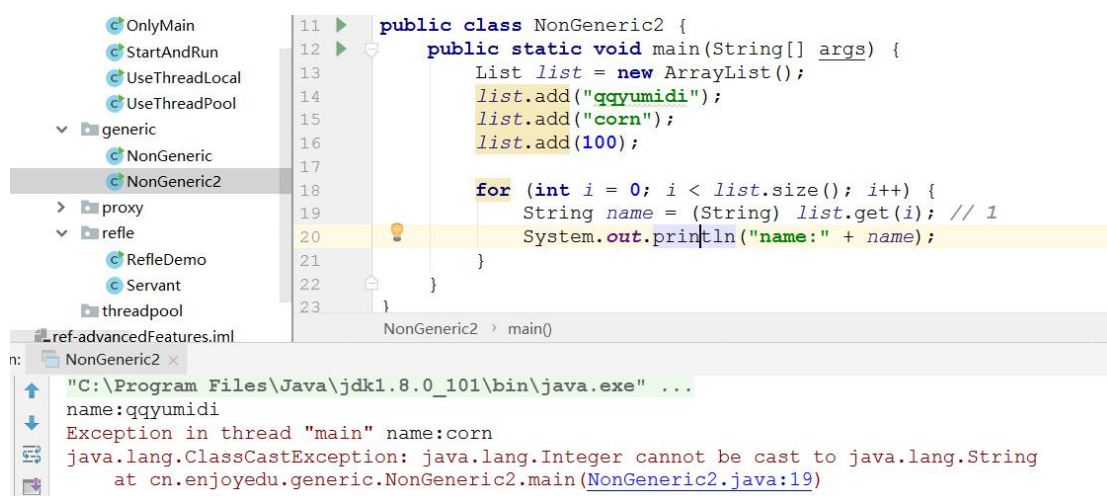 OnlyMain
StartAndRun
UseThreadLocal
UseThreadPool
generic
NonGeneric
NonGeneric2
proxy
refle
RefleDemo
Servant
threadpool
ref-advancedFeatures.iml
11 public class NonGeneric2 {
12 public static void main(String[] args) {
13 List list = new ArrayList();
14 list.add("qqyumidi");
15 list.add("corn");
16 list.add(100);
17
18 for (int i = 0; i < list.size(); i++) {
19 String name = (String) list.get(i); // 1
20 System.out.println("name:" + name);
21 }
22 }
23 }
NonGeneric2 › main()
n: NonGeneric2 ×
"C:\Program Files\Java\jdk1.8.0_101\bin\java.exe" ...
name:qqyumidi
Exception in thread "main" name:corn
java.lang.ClassCastException: java.lang.Integer cannot be cast to java.lang.String
at cn.enjoyedu.generic.NonGeneric2.main(NonGeneric2.java:19)